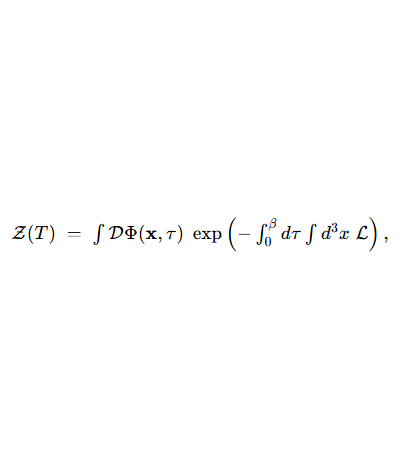 𝒵(T) = ∫ 𝒟Φ(𝐱, τ) exp(− ∫₀^β dτ ∫ d³x ℒ),